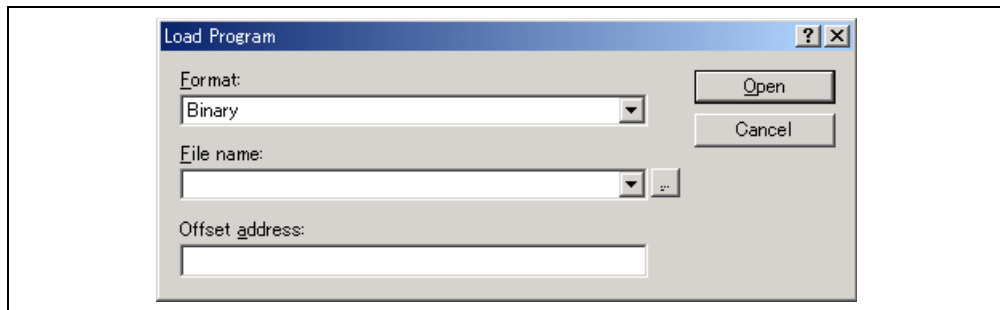 Load Program
Format:
Binary
File name:
...
Offset address:
Open
Cancel